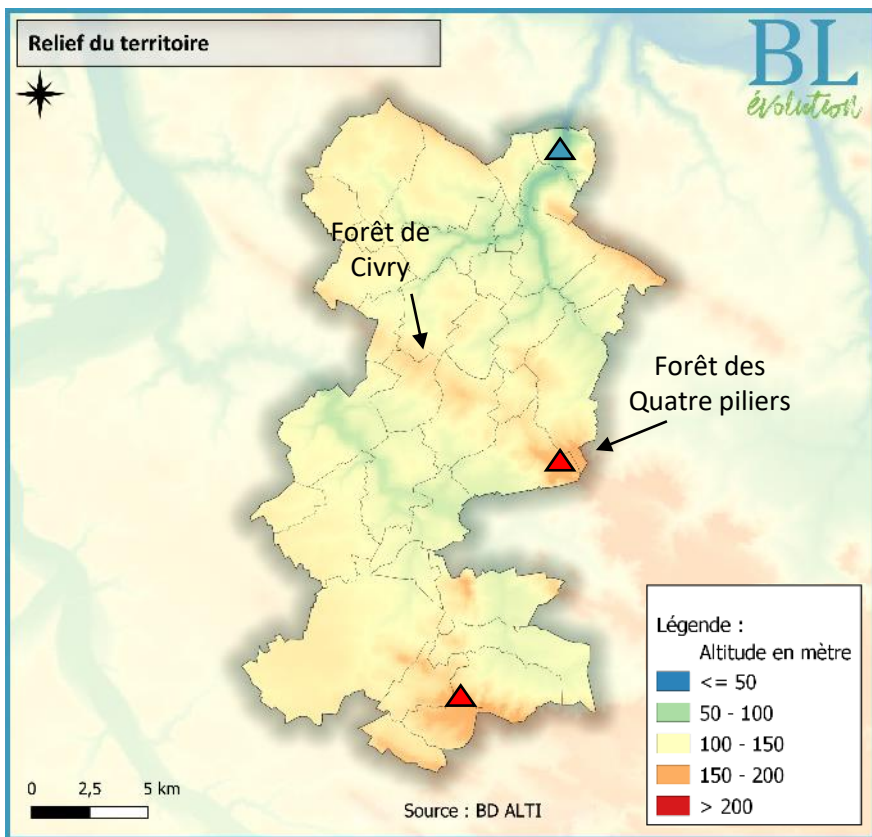 Relief du territoire
BL
évolution
Forêt de
Civry
Forêt des
Quatre piliers
Légende :
Altitude en mètre
<= 50
50 - 100
100 - 150
150 - 200
> 200
0 2,5 5 km
Source : BD ALTI